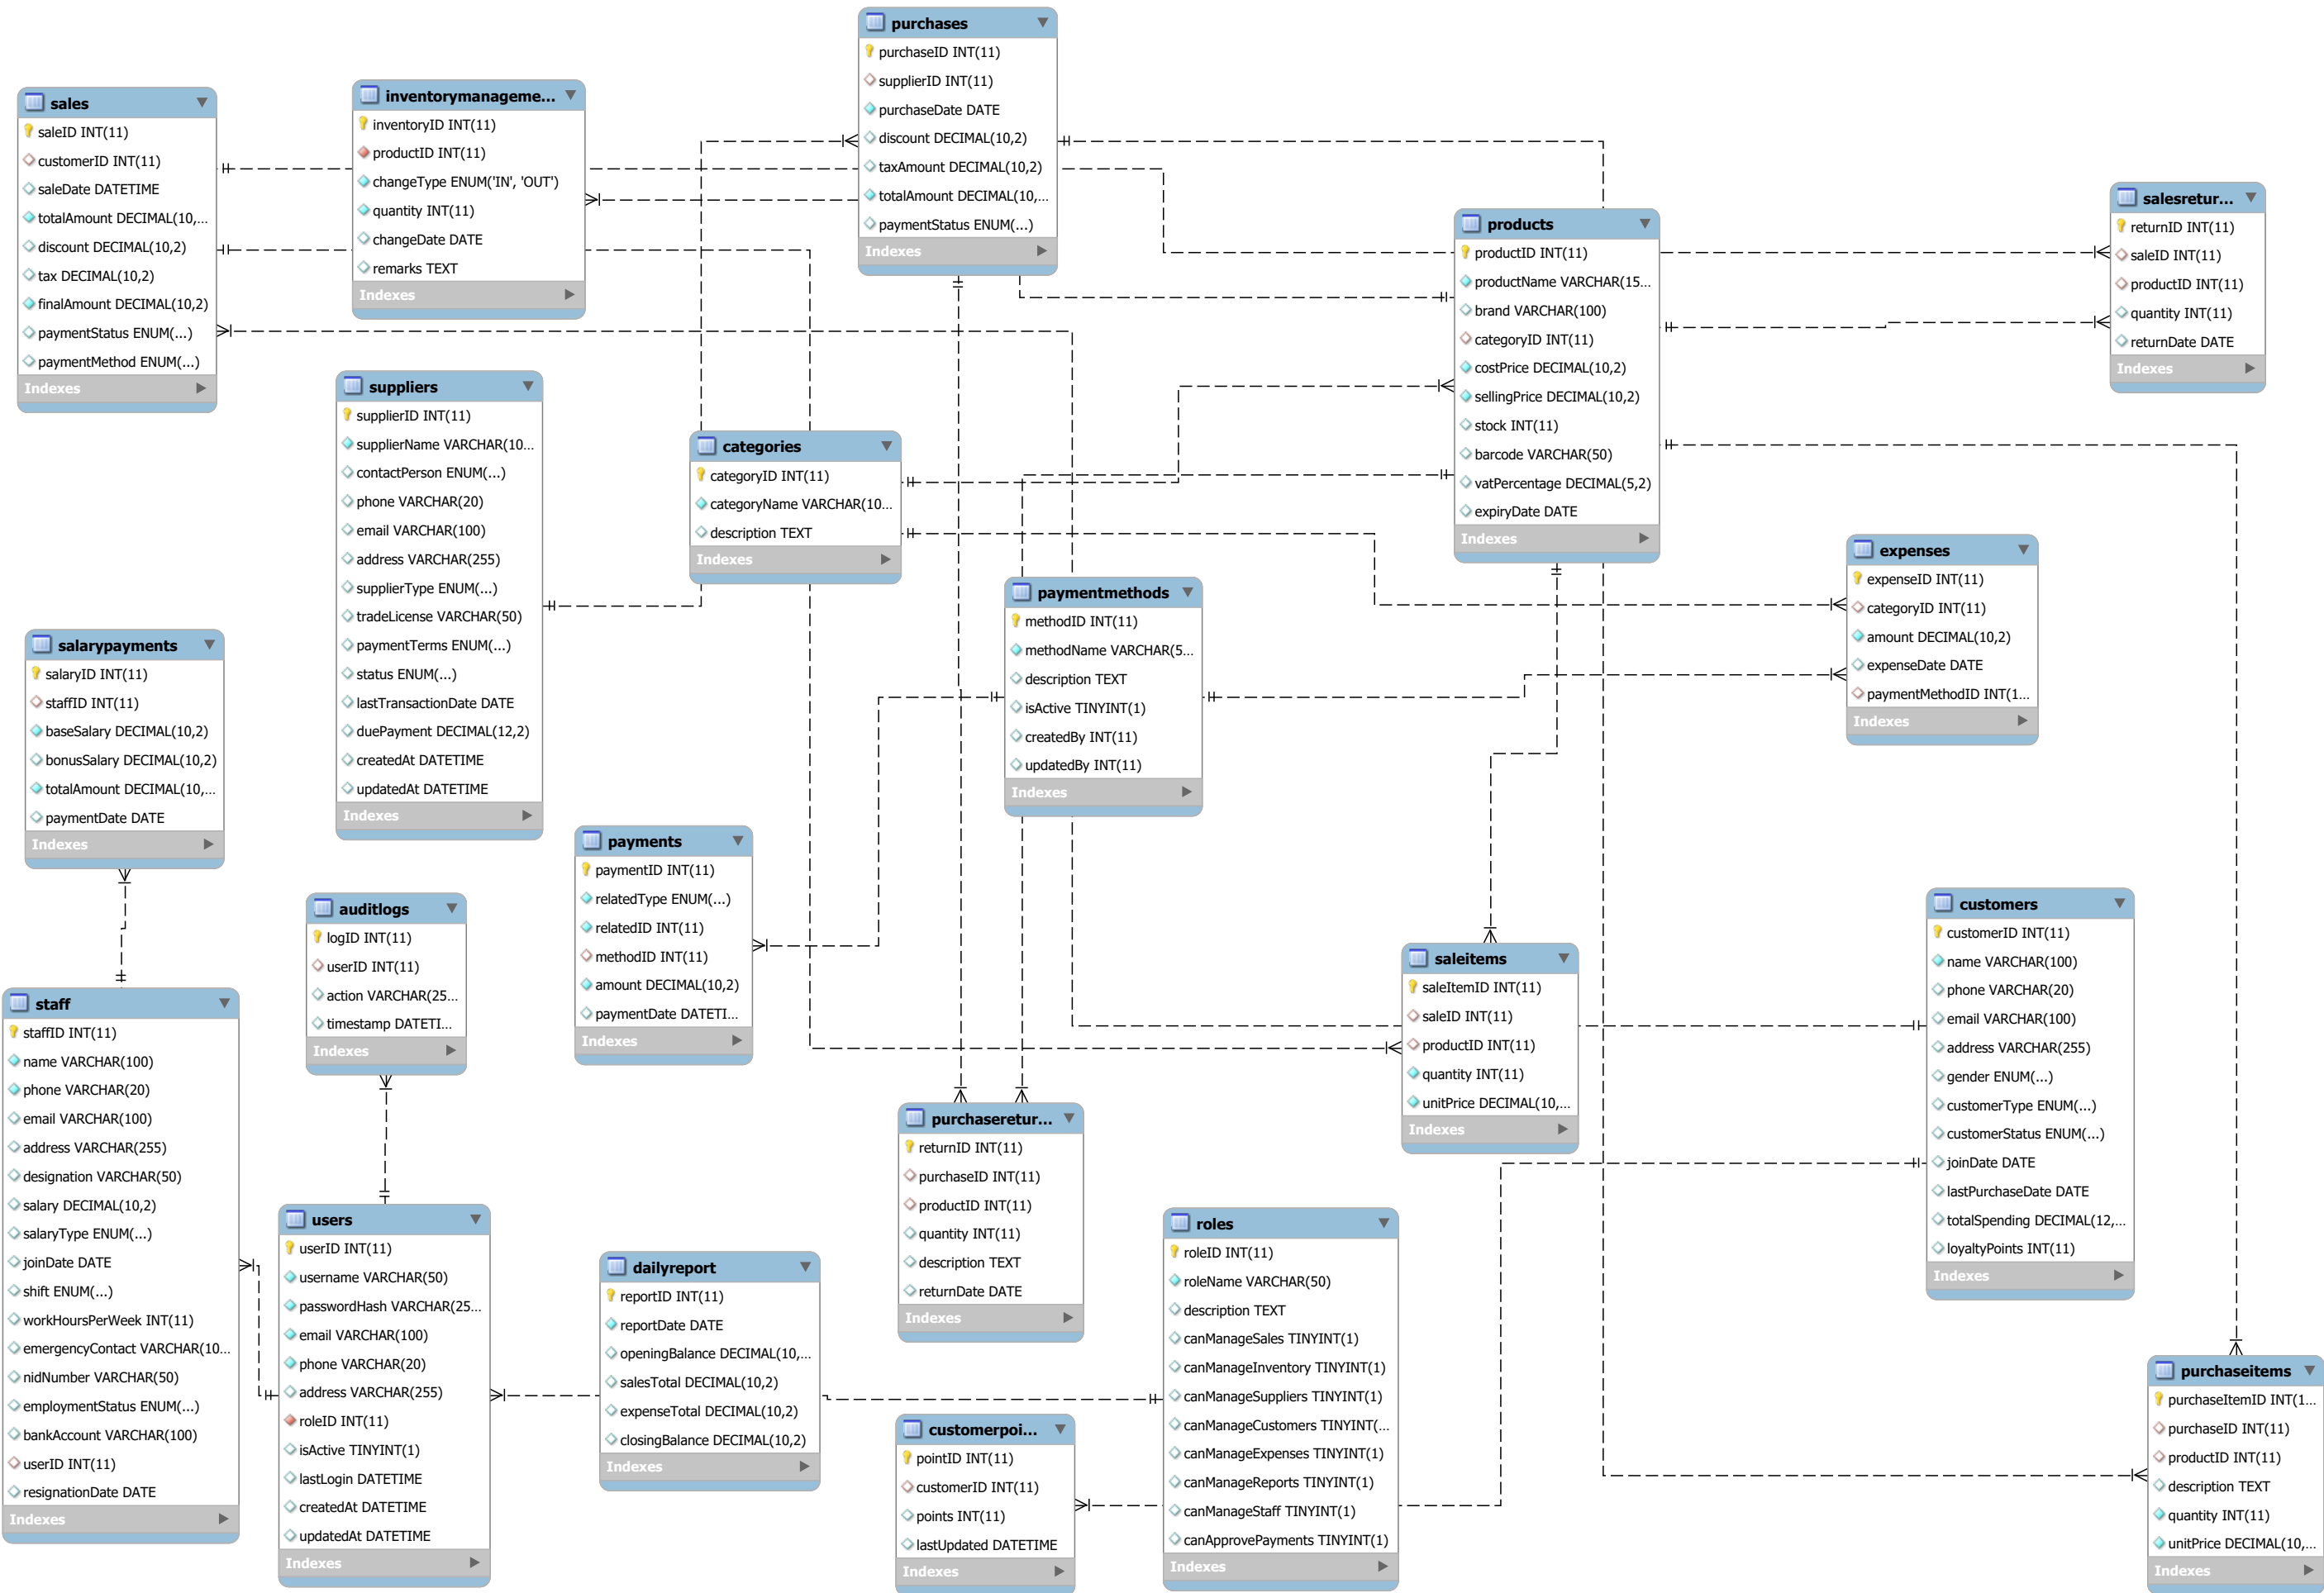 purchases
purchaseID INT(11)
supplierID INT(11)
purchaseDate DATE
discount DECIMAL(10,2)
taxAmount DECIMAL(10,2)
totalAmount DECIMAL(10,...
paymentStatus ENUM(...)
Indexes
inventorymanageme...
inventoryID INT(11)
productID INT(11)
changeType ENUM('IN', 'OUT')
quantity INT(11)
changeDate DATE
remarks TEXT
Indexes
sales
saleID INT(11)
customerID INT(11)
saleDate DATETIME
totalAmount DECIMAL(10,...
discount DECIMAL(10,2)
tax DECIMAL(10,2)
finalAmount DECIMAL(10,2)
paymentStatus ENUM(...)
paymentMethod ENUM(...)
Indexes
salesretur...
returnID INT(11)
saleID INT(11)
productID INT(11)
quantity INT(11)
returnDate DATE
products
productID INT(11)
productName VARCHAR(15...
brand VARCHAR(100)
categoryID INT(11)
costPrice DECIMAL(10,2)
sellingPrice DECIMAL(10,2)
stock INT(11)
barcode VARCHAR(50)
vatPercentage DECIMAL(5,2)
expiryDate DATE
Indexes
Indexes
suppliers
supplierID INT(11)
supplierName VARCHAR(10...
contactPerson ENUM(...)
phone VARCHAR(20)
email VARCHAR(100)
address VARCHAR(255)
supplierType ENUM(...)
tradeLicense VARCHAR(50)
paymentTerms ENUM(...)
status ENUM(...)
lastTransactionDate DATE
duePayment DECIMAL(12,2)
createdAt DATETIME
updatedAt DATETIME
Indexes
categories
categoryID INT(11)
categoryName VARCHAR(10...
description TEXT
Indexes
expenses
expenseID INT(11)
categoryID INT(11)
amount DECIMAL(10,2)
expenseDate DATE
paymentMethodID INT(1...
Indexes
paymentmethods
methodID INT(11)
methodName VARCHAR(5...
description TEXT
isActive TINYINT(1)
createdBy INT(11)
updatedBy INT(11)
Indexes
salarypayments
salaryID INT(11)
staffID INT(11)
baseSalary DECIMAL(10,2)
bonusSalary DECIMAL(10,2)
totalAmount DECIMAL(10,...
paymentDate DATE
Indexes
payments
paymentID INT(11)
relatedType ENUM(...)
relatedID INT(11)
methodID INT(11)
amount DECIMAL(10,2)
paymentDate DATETI...
Indexes
auditlogs
logID INT(11)
userID INT(11)
action VARCHAR(25...
timestamp DATETI...
Indexes
customers
customerID INT(11)
name VARCHAR(100)
phone VARCHAR(20)
email VARCHAR(100)
address VARCHAR(255)
gender ENUM(...)
customerType ENUM(...)
customerStatus ENUM(...)
joinDate DATE
lastPurchaseDate DATE
totalSpending DECIMAL(12,...
loyaltyPoints INT(11)
Indexes
saleitems
saleItemID INT(11)
saleID INT(11)
productID INT(11)
quantity INT(11)
unitPrice DECIMAL(10,...
Indexes
staff
staffID INT(11)
name VARCHAR(100)
phone VARCHAR(20)
email VARCHAR(100)
address VARCHAR(255)
designation VARCHAR(50)
salary DECIMAL(10,2)
salaryType ENUM(...)
joinDate DATE
shift ENUM(...)
workHoursPerWeek INT(11)
emergencyContact VARCHAR(10...
nidNumber VARCHAR(50)
employmentStatus ENUM(...)
bankAccount VARCHAR(100)
userID INT(11)
resignationDate DATE
Indexes
purchaseretur...
returnID INT(11)
purchaseID INT(11)
productID INT(11)
quantity INT(11)
description TEXT
returnDate DATE
Indexes
users
userID INT(11)
username VARCHAR(50)
passwordHash VARCHAR(25...
email VARCHAR(100)
phone VARCHAR(20)
address VARCHAR(255)
roleID INT(11)
isActive TINYINT(1)
lastLogin DATETIME
createdAt DATETIME
updatedAt DATETIME
Indexes
roles
roleID INT(11)
roleName VARCHAR(50)
description TEXT
canManageSales TINYINT(1)
canManageInventory TINYINT(1)
canManageSuppliers TINYINT(1)
canManageCustomers TINYINT(...
canManageExpenses TINYINT(1)
canManageReports TINYINT(1)
canManageStaff TINYINT(1)
canApprovePayments TINYINT(1)
Indexes
dailyreport
reportID INT(11)
reportDate DATE
openingBalance DECIMAL(10,...
salesTotal DECIMAL(10,2)
expenseTotal DECIMAL(10,2)
closingBalance DECIMAL(10,2)
Indexes
purchaseitems
purchaseItemID INT(1...
purchaseID INT(11)
productID INT(11)
description TEXT
quantity INT(11)
unitPrice DECIMAL(10,...
Indexes
customerpoi...
pointID INT(11)
customerID INT(11)
points INT(11)
lastUpdated DATETIME
Indexes